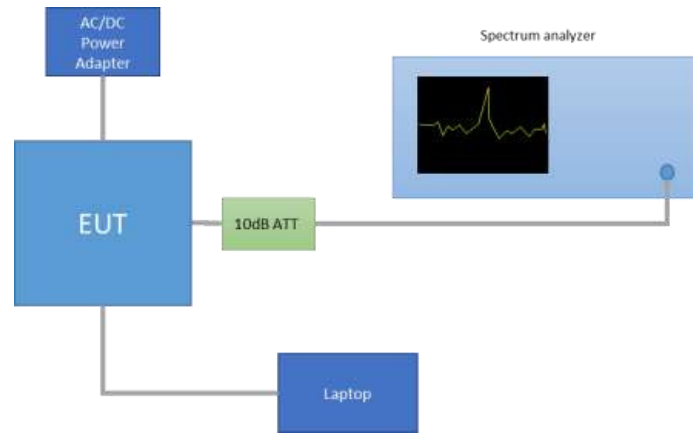 AC/DC
Power
Adapter
Spectrum analyzer
EUT
10dB ATT
Laptop